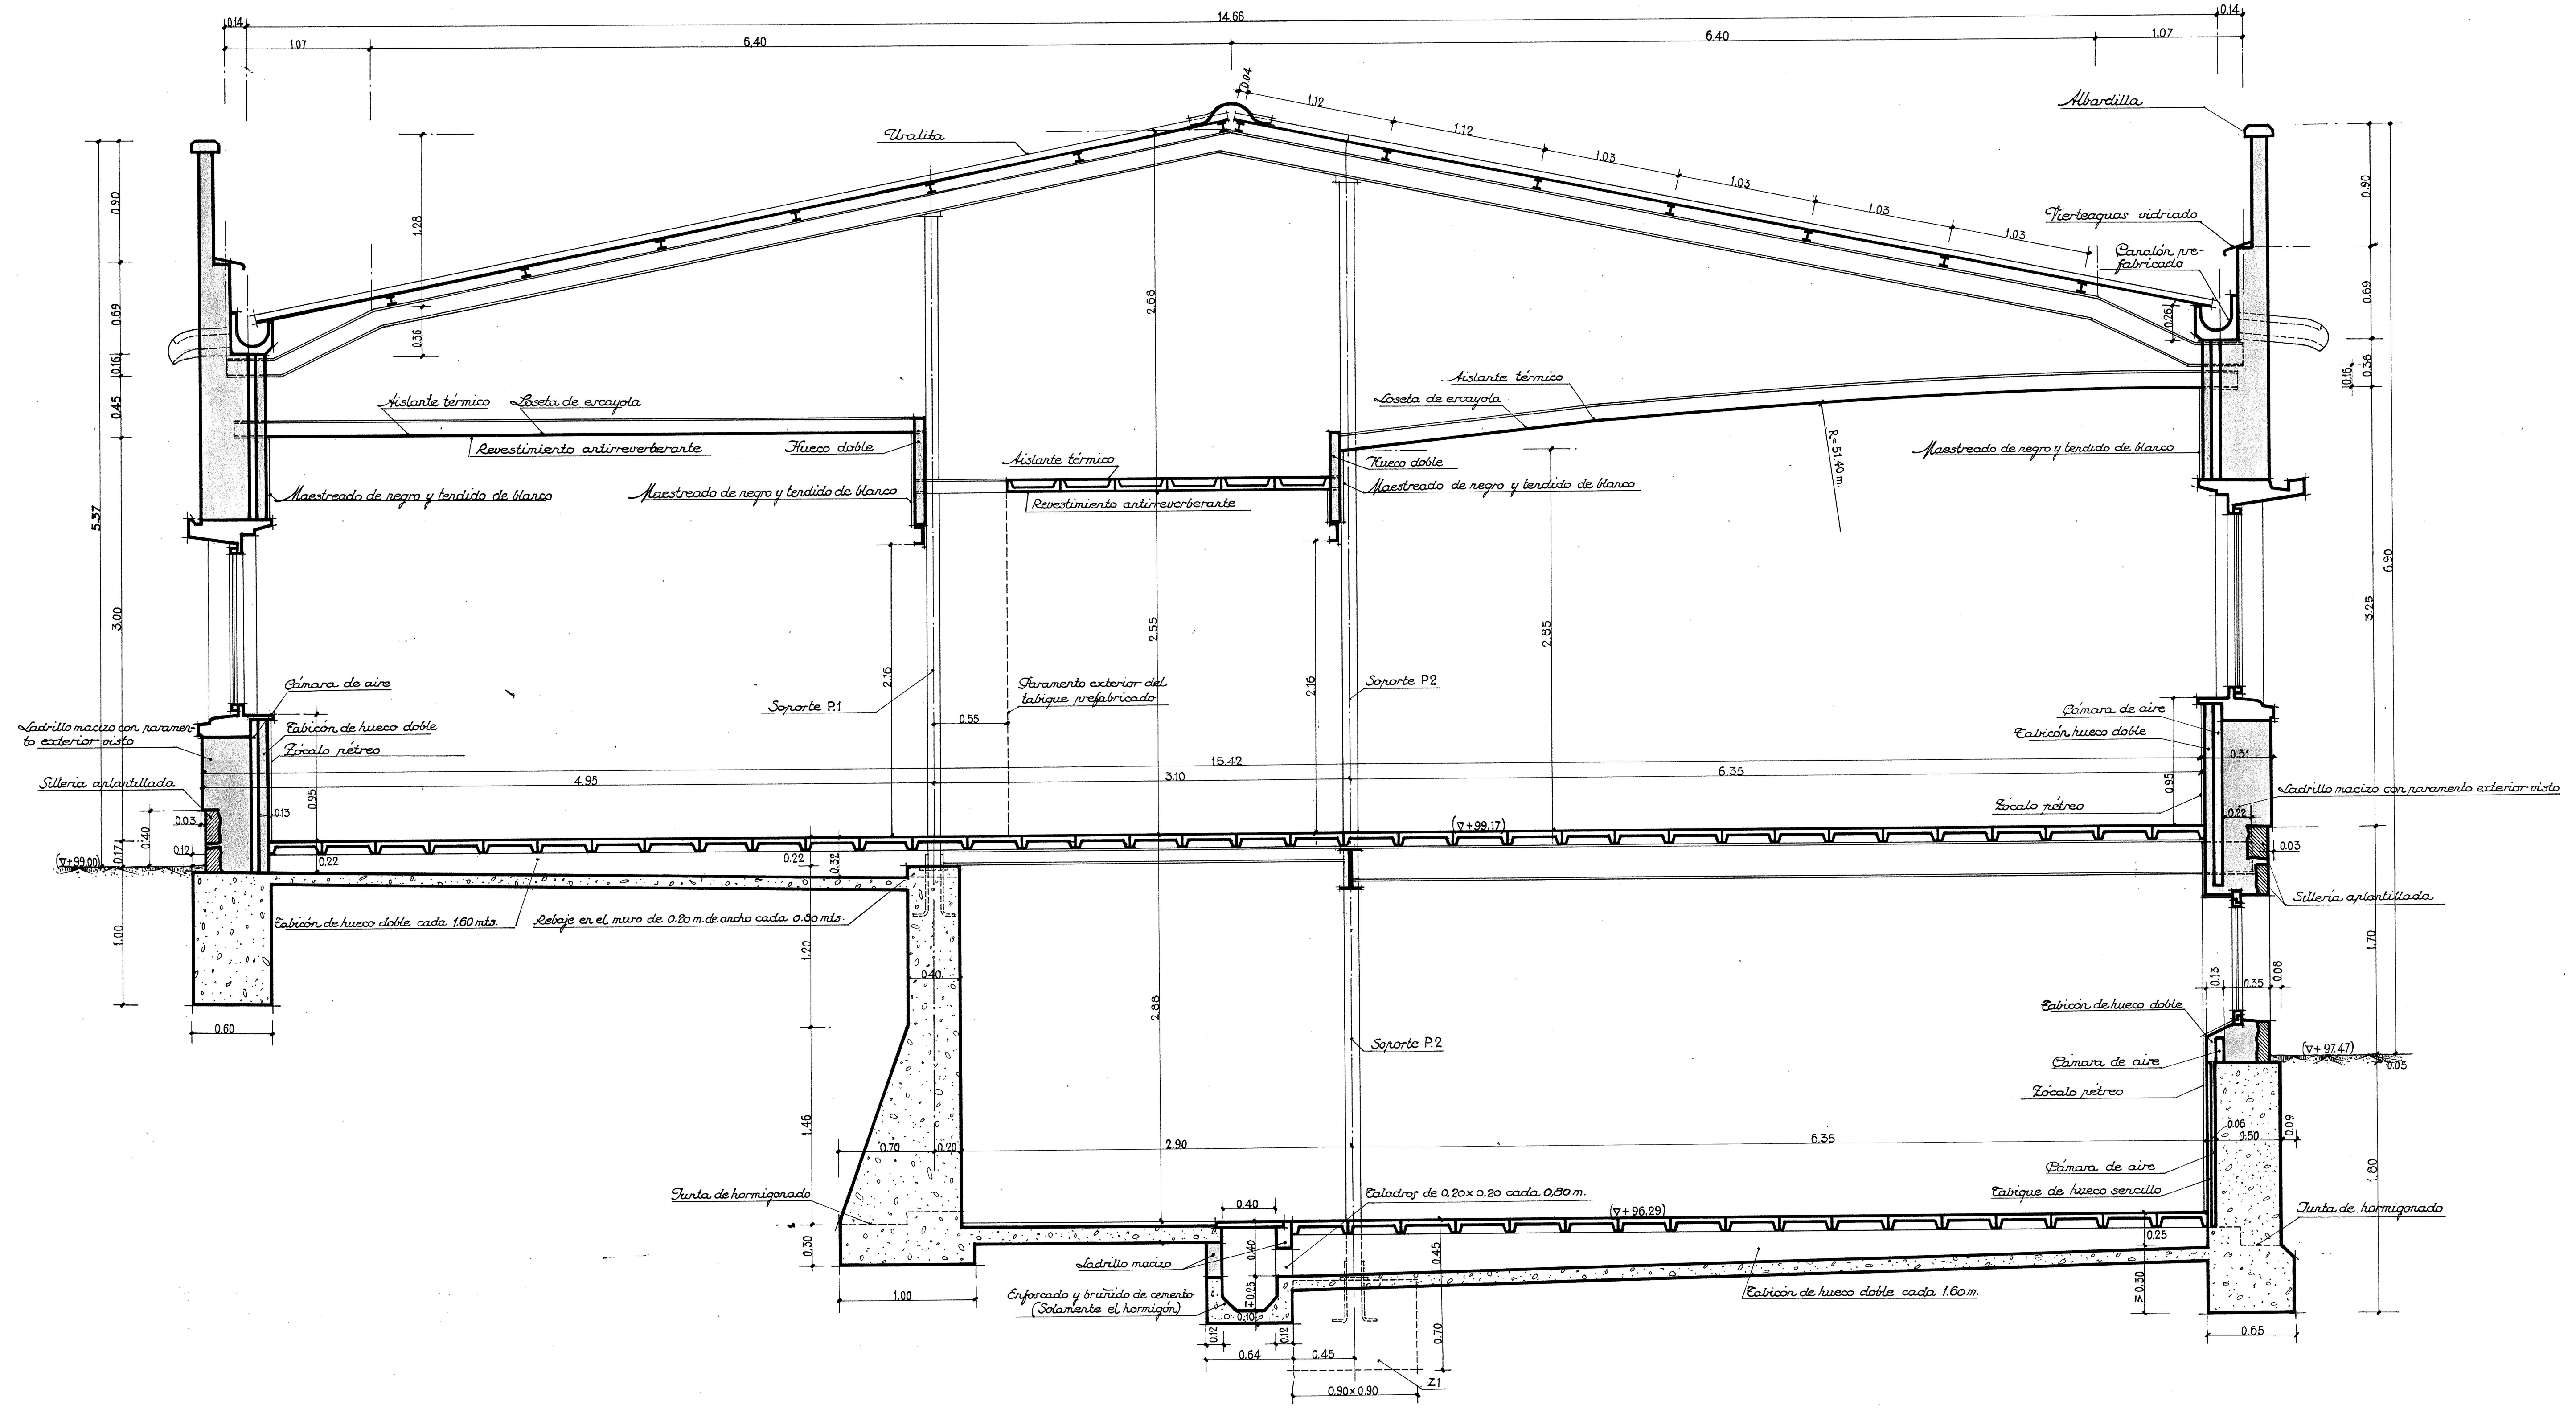 14.66
0.14
0.14
1.07
6.40
6.40
1.07
0.04
1.12
1.12
1.03
1.03
1.03
1.03
Albardilla
Uralita
Vierteaguas vidriado
Canalón pre-
fabricado
0.90
1.28
0.69
0.36
0.16
0.45
5.37
3.00
2.68
0.26
0.90
0.69
0.36
0.16
6.90
3.25
Aislante térmico
Loseta de escayola
Revestimiento antirreverberante
Hueco doble
Maestreado de negro y tendido de blanco
Maestreado de negro y tendido de blanco
Aislante térmico
Revestimiento antirreverberante
Aislante térmico
Loseta de escayola
Hueco doble
Maestreado de negro y tendido de blanco
R=51.40 m.
Maestreado de negro y tendido de blanco
2.16
2.55
2.16
2.85
Cámara de aire
Ladrillo macizo con paramen-
to exterior visto
Tabicón de hueco doble
Zócalo pétreo
Sillería aplantillada
Soporte P.1
0.55
Paramento exterior del
tabique prefabricado
Soporte P.2
Cámara de aire
Tabicón hueco doble
0.51
15.42
4.95
3.10
6.35
0.95
0.95
Zócalo pétreo
Ladrillo macizo con paramento exterior visto
0.03
0.40
0.13
0.12
0.17
(∇+99.00)
0.22
0.22
0.32
(∇+99.17)
0.22
0.03
Sillería aplantillada
Tabicón de hueco doble cada 1.60 mts.
Rebaje en el muro de 0.20 m. de ancho cada 0.80 mts.
1.00
0.60
1.20
0.40
2.88
1.70
0.13
0.35
0.08
Tabicón de hueco doble
Soporte P.2
Cámara de aire
(∇+97.47)
0.05
Zócalo pétreo
1.46
0.70
0.20
2.90
6.35
0.06
0.50
0.09
Cámara de aire
Tabique de hueco sencillo
1.80
Junta de hormigonado
0.40
Taladros de 0,20 x 0.20 cada 0,80 m.
(∇+96.29)
Junta de hormigonado
0.30
Ladrillo macizo
0.40
0.45
0.25
Enfoscado y bruñido de cemento
(Solamente el hormigón)
0.25
0.10
Tabicón de hueco doble cada 1.60 m.
≥0.50
1.00
0.12
0.12
0.64
0.45
0.70
0.65
0.90 x 0.90
Z1